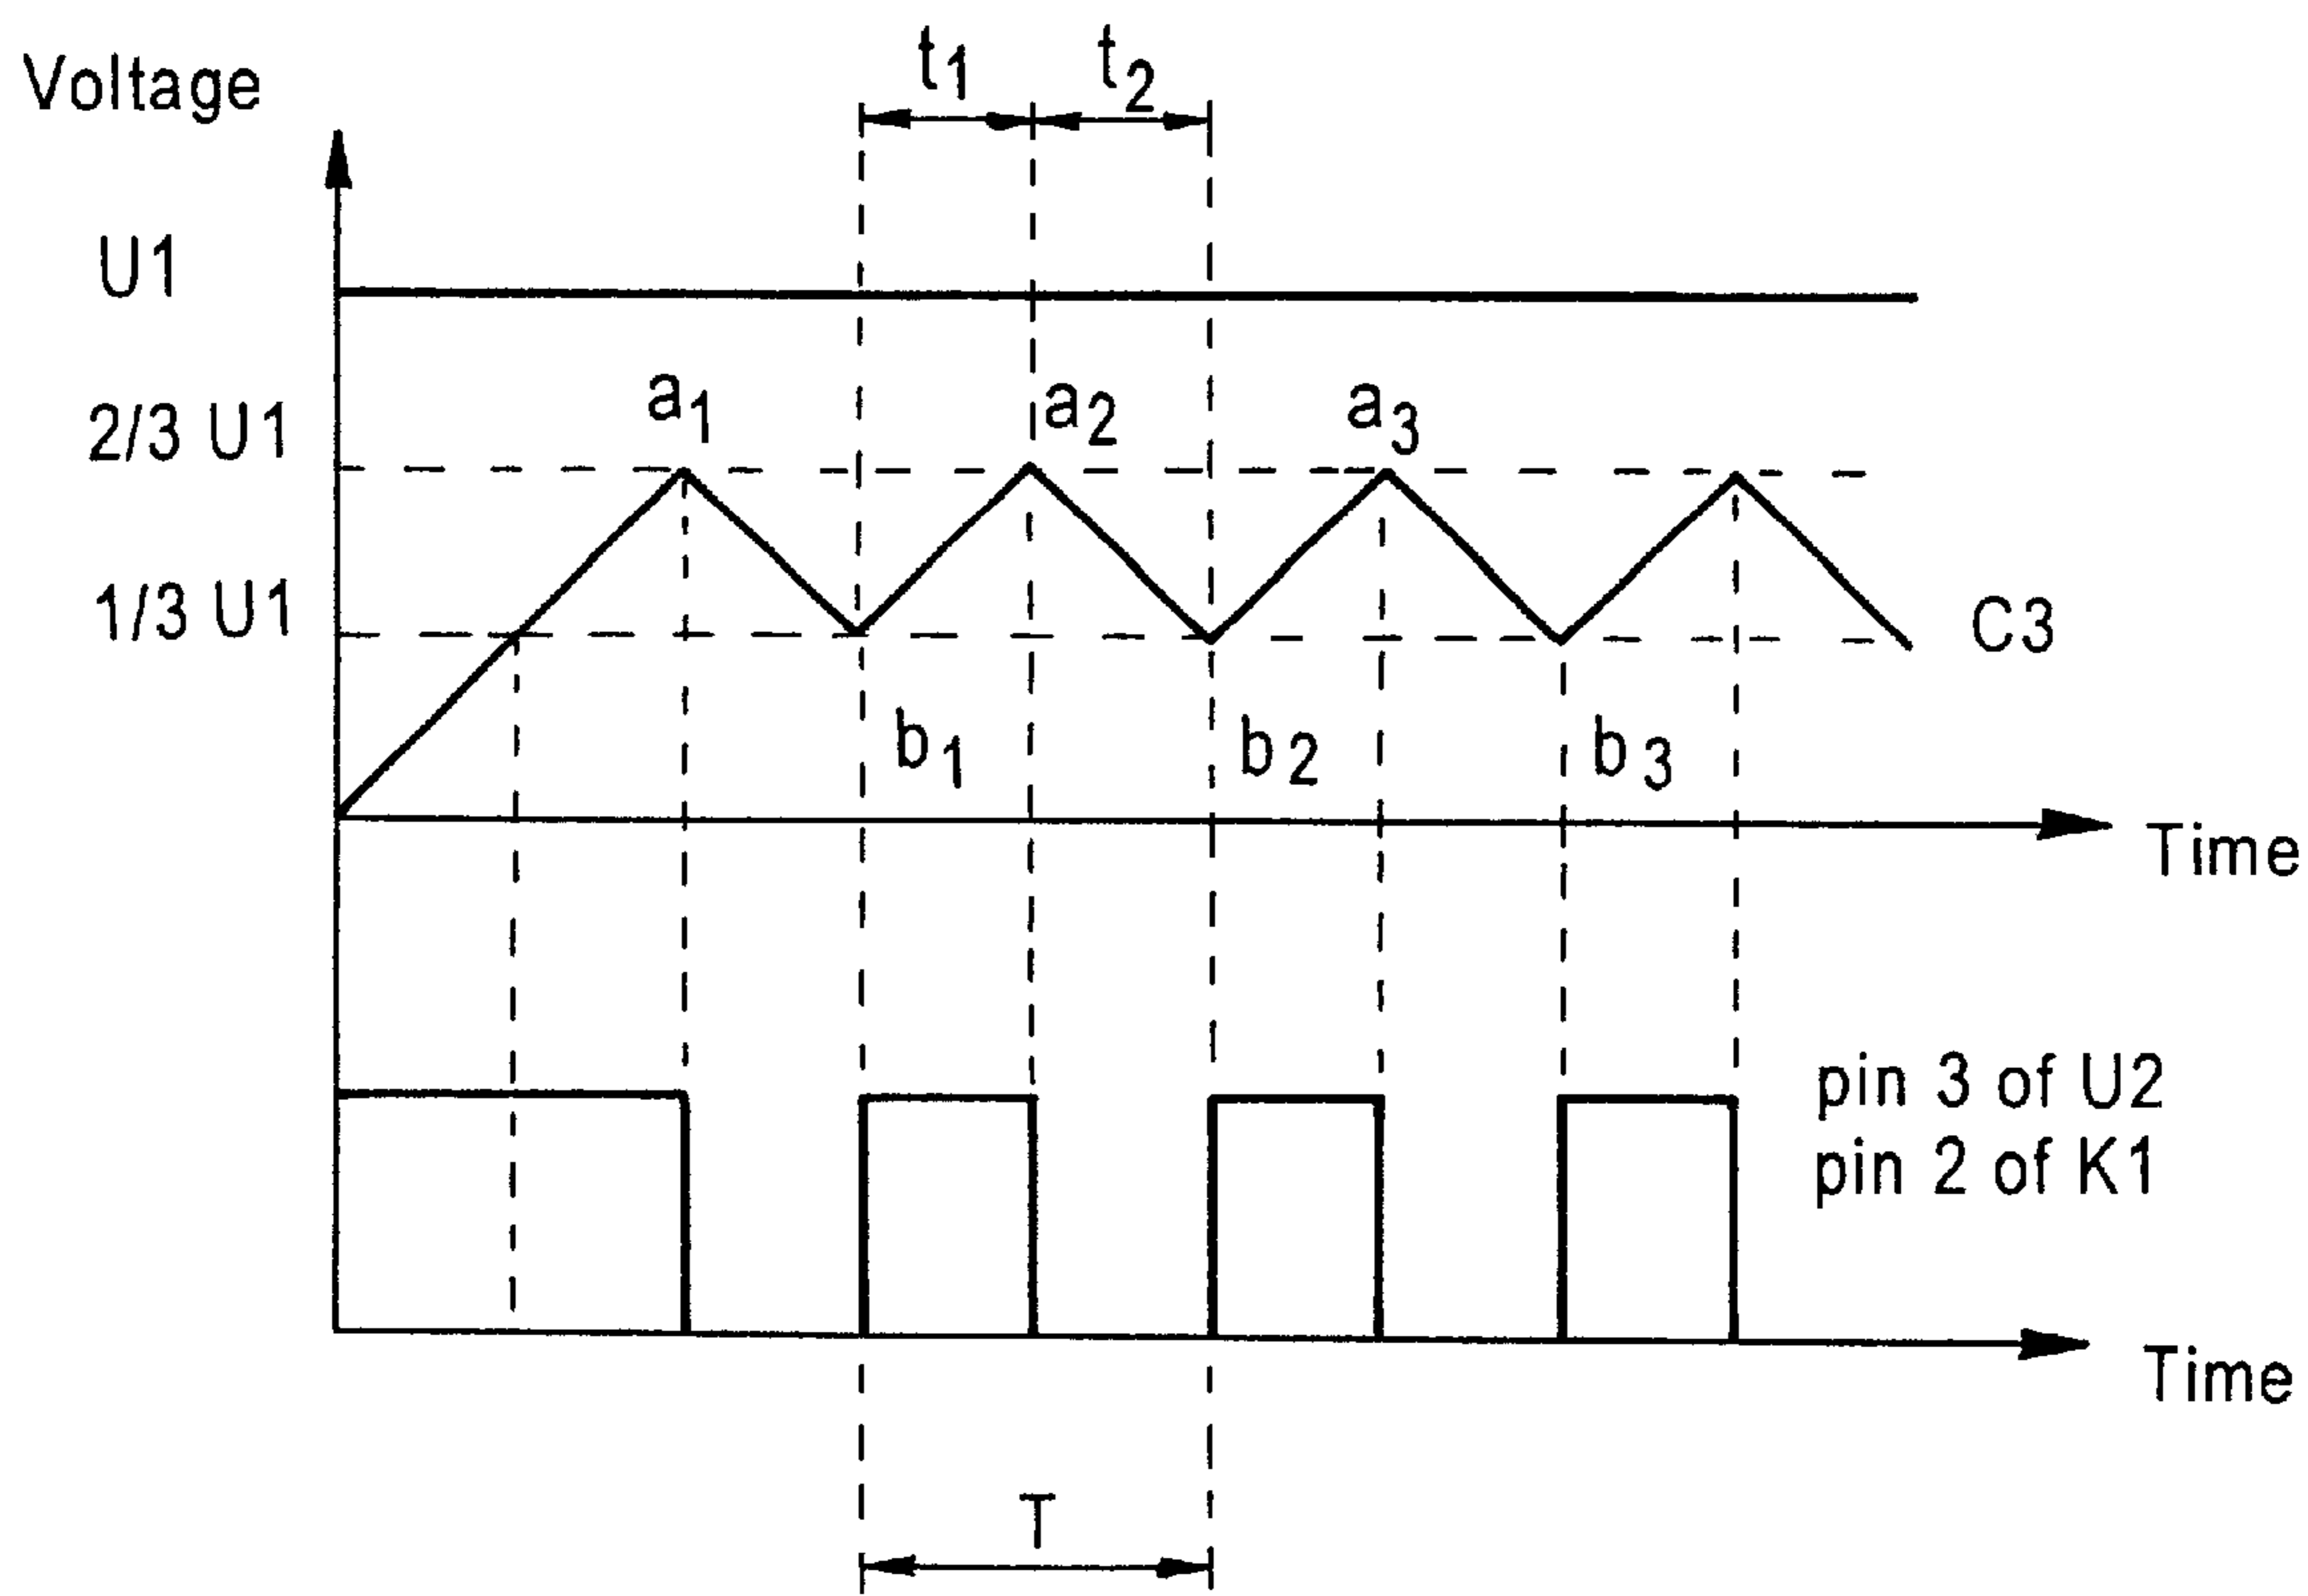 Voltage
t1
t2
U1
2/3 U1
a1
a2
a3
1/3 U1
C3
b1
b2
b3
Time
pin 3 of U2
pin 2 of K1
Time
T